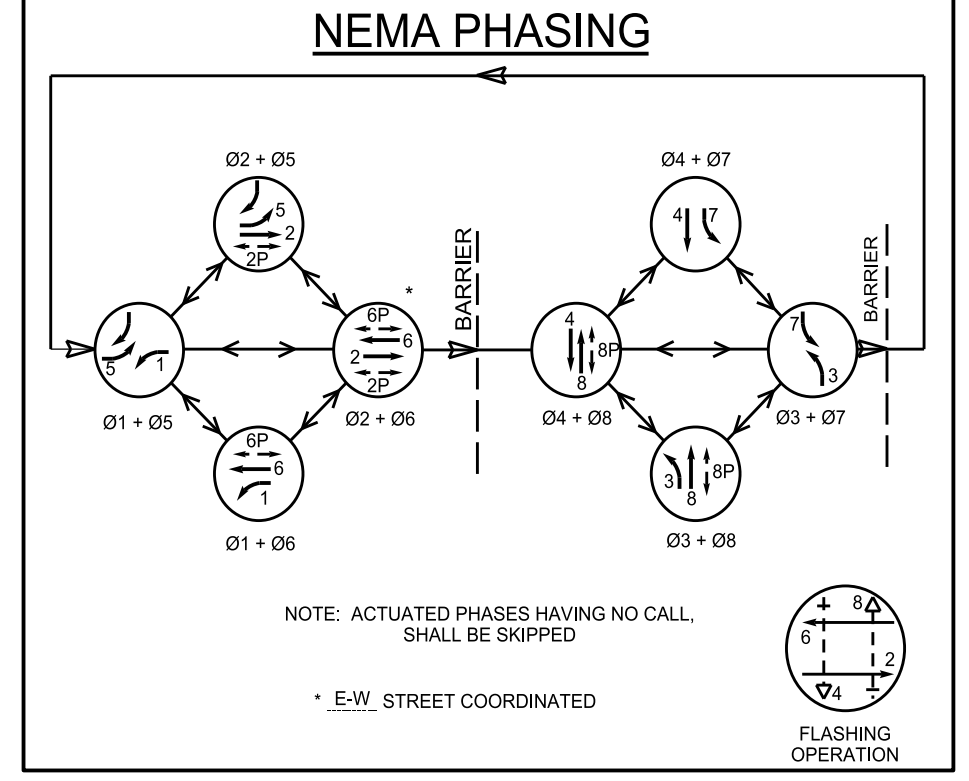 NEMA PHASING
Ø2 + Ø5
5
2
2P
Ø4 + Ø7
4 7
BARRIER
BARRIER
5 1
Ø1 + Ø5
*
6P
6
2
2P
Ø2 + Ø6
4
8P
8
Ø4 + Ø8
7
3
Ø3 + Ø7
6P
6
1
Ø1 + Ø6
3 8P
8
Ø3 + Ø8
NOTE: ACTUATED PHASES HAVING NO CALL,
SHALL BE SKIPPED
* E-W STREET COORDINATED
8
6
2
4
FLASHING
OPERATION